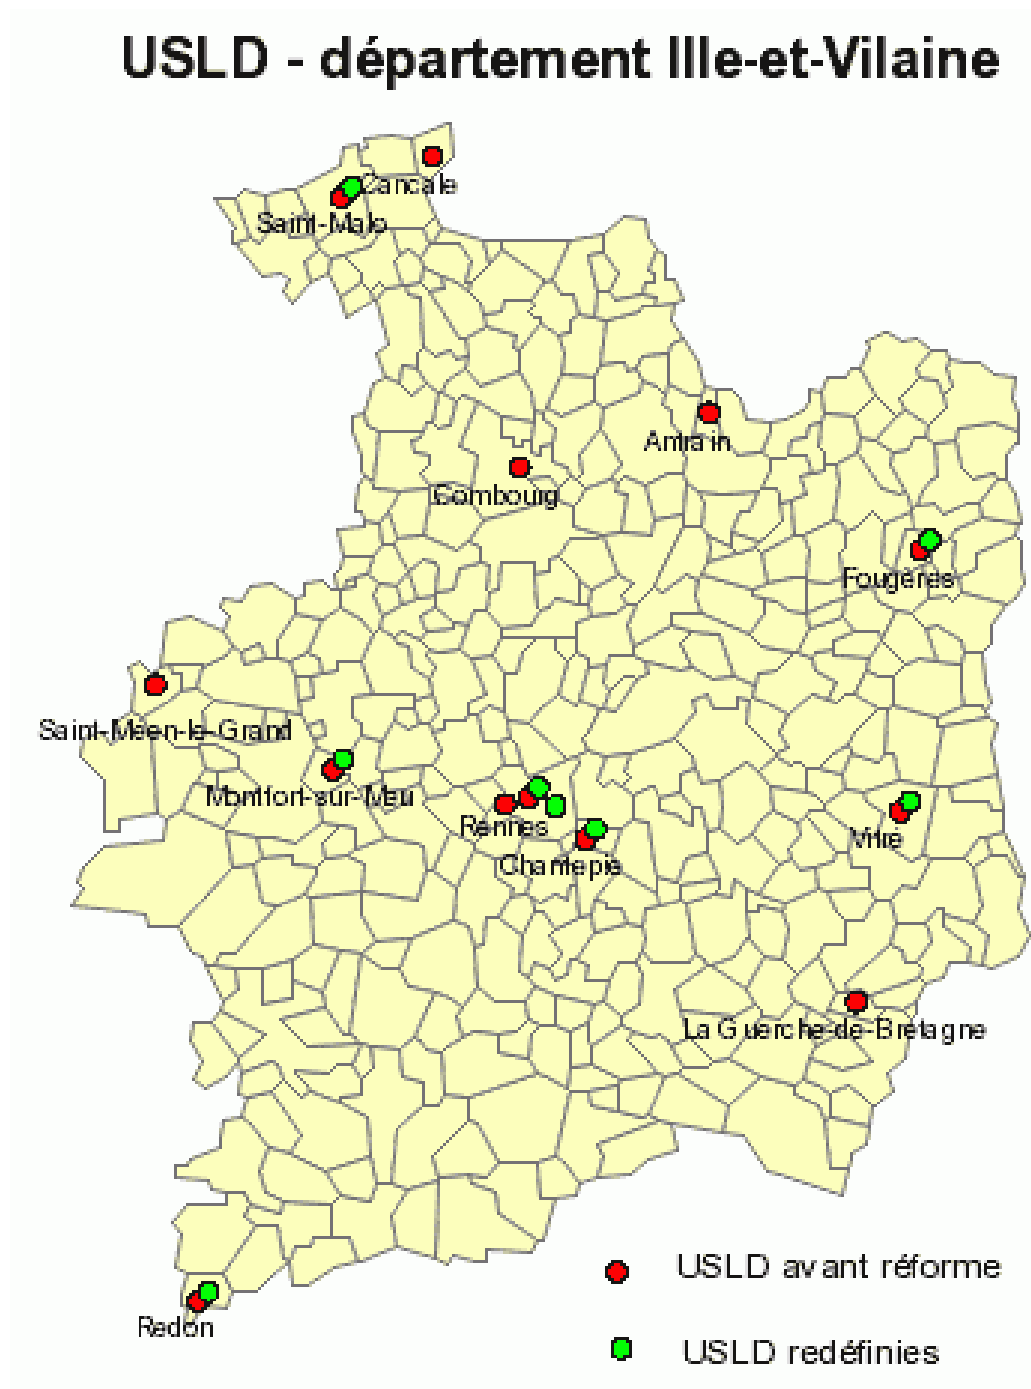 USLD - département Ille-et-Vilaine
Cancale
Saint-Malo
Antrain
Combourg
Fougères
Saint-Méen-le-Grand
Montfort-sur-Meu
Rennes
Vitré
Chantepie
La Guerche-de-Bretagne
USLD avant réforme
Redon
USLD redéfinies